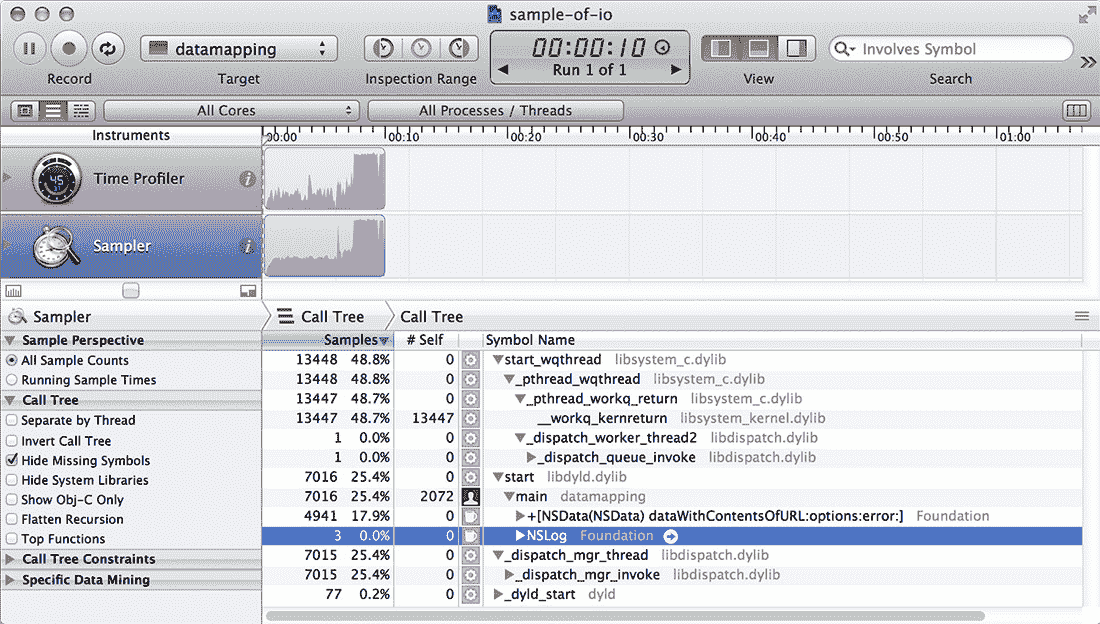 sample-of-io
datamapping
00:00:10
Run 1 of 1
Involves Symbol
Record
Target
Inspection Range
View
Search
All Cores
All Processes / Threads
Instruments
00:00 00:10 00:20 00:30 00:40 00:50 01:00
Time Profiler
Sampler
Sampler
Call Tree Call Tree
Sample Perspective
All Sample Counts
Running Sample Times
Call Tree
Separate by Thread
Invert Call Tree
Hide Missing Symbols
Hide System Libraries
Show Obj-C Only
Flatten Recursion
Top Functions
Call Tree Constraints
Specific Data Mining
Samples # Self Symbol Name
13448 48.8% 0 start_wqthread libsystem_c.dylib
13448 48.8% 0 _pthread_wqthread libsystem_c.dylib
13447 48.7% 0 _pthread_workq_return libsystem_c.dylib
13447 48.7% 13447 __workq_kernreturn libsystem_kernel.dylib
1 0.0% 0 _dispatch_worker_thread2 libdispatch.dylib
1 0.0% 0 _dispatch_queue_invoke libdispatch.dylib
7016 25.4% 0 start libdyld.dylib
7016 25.4% 2072 main datamapping
4941 17.9% 0 +[NSData(NSData) dataWithContentsOfURL:options:error:] Foundation
3 0.0% 0 NSLog Foundation
7015 25.4% 0 _dispatch_mgr_thread libdispatch.dylib
7015 25.4% 0 _dispatch_mgr_invoke libdispatch.dylib
77 0.2% 0 _dyld_start dyld